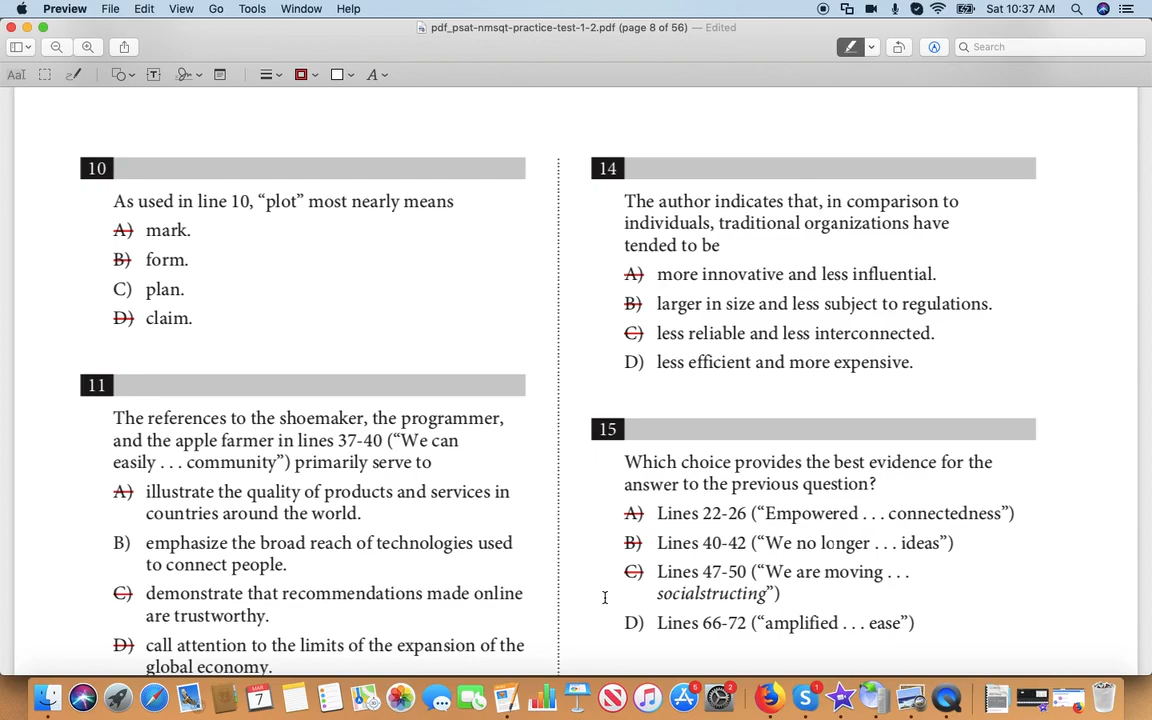 Preview File Edit View Go Tools Window Help Sat 10:37 AM
pdf_psat-nmsqt-practice-test-1-2.pdf (page 8 of 56) — Edited
Search
10
As used in line 10, “plot” most nearly means
A) mark.
B) form.
C) plan.
D) claim.
11
The references to the shoemaker, the programmer,
and the apple farmer in lines 37-40 (“We can
easily . . . community”) primarily serve to
A) illustrate the quality of products and services in
countries around the world.
B) emphasize the broad reach of technologies used
to connect people.
C) demonstrate that recommendations made online
are trustworthy.
D) call attention to the limits of the expansion of the
global economy.
14
The author indicates that, in comparison to
individuals, traditional organizations have
tended to be
A) more innovative and less influential.
B) larger in size and less subject to regulations.
C) less reliable and less interconnected.
D) less efficient and more expensive.
15
Which choice provides the best evidence for the
answer to the previous question?
A) Lines 22-26 (“Empowered . . . connectedness”)
B) Lines 40-42 (“We no longer . . . ideas”)
C) Lines 47-50 (“We are moving . . .
socialstructing”)
D) Lines 66-72 (“amplified . . . ease”)